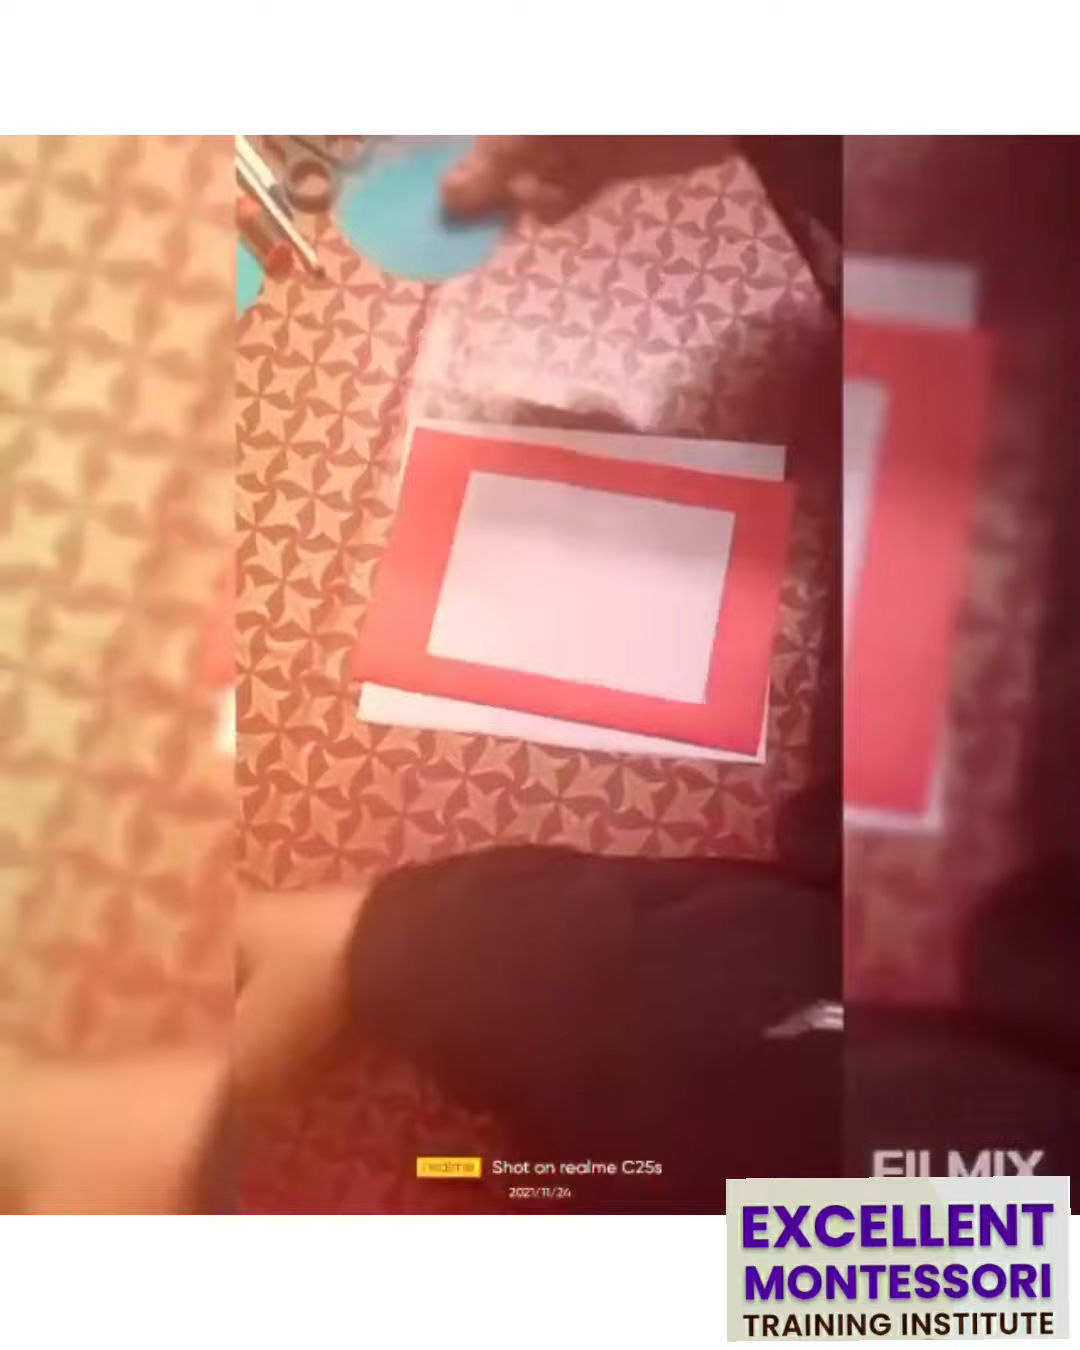 realme Shot on realme C25s
2021/11/24
FILMIX
EXCELLENT
MONTESSORI
TRAINING INSTITUTE